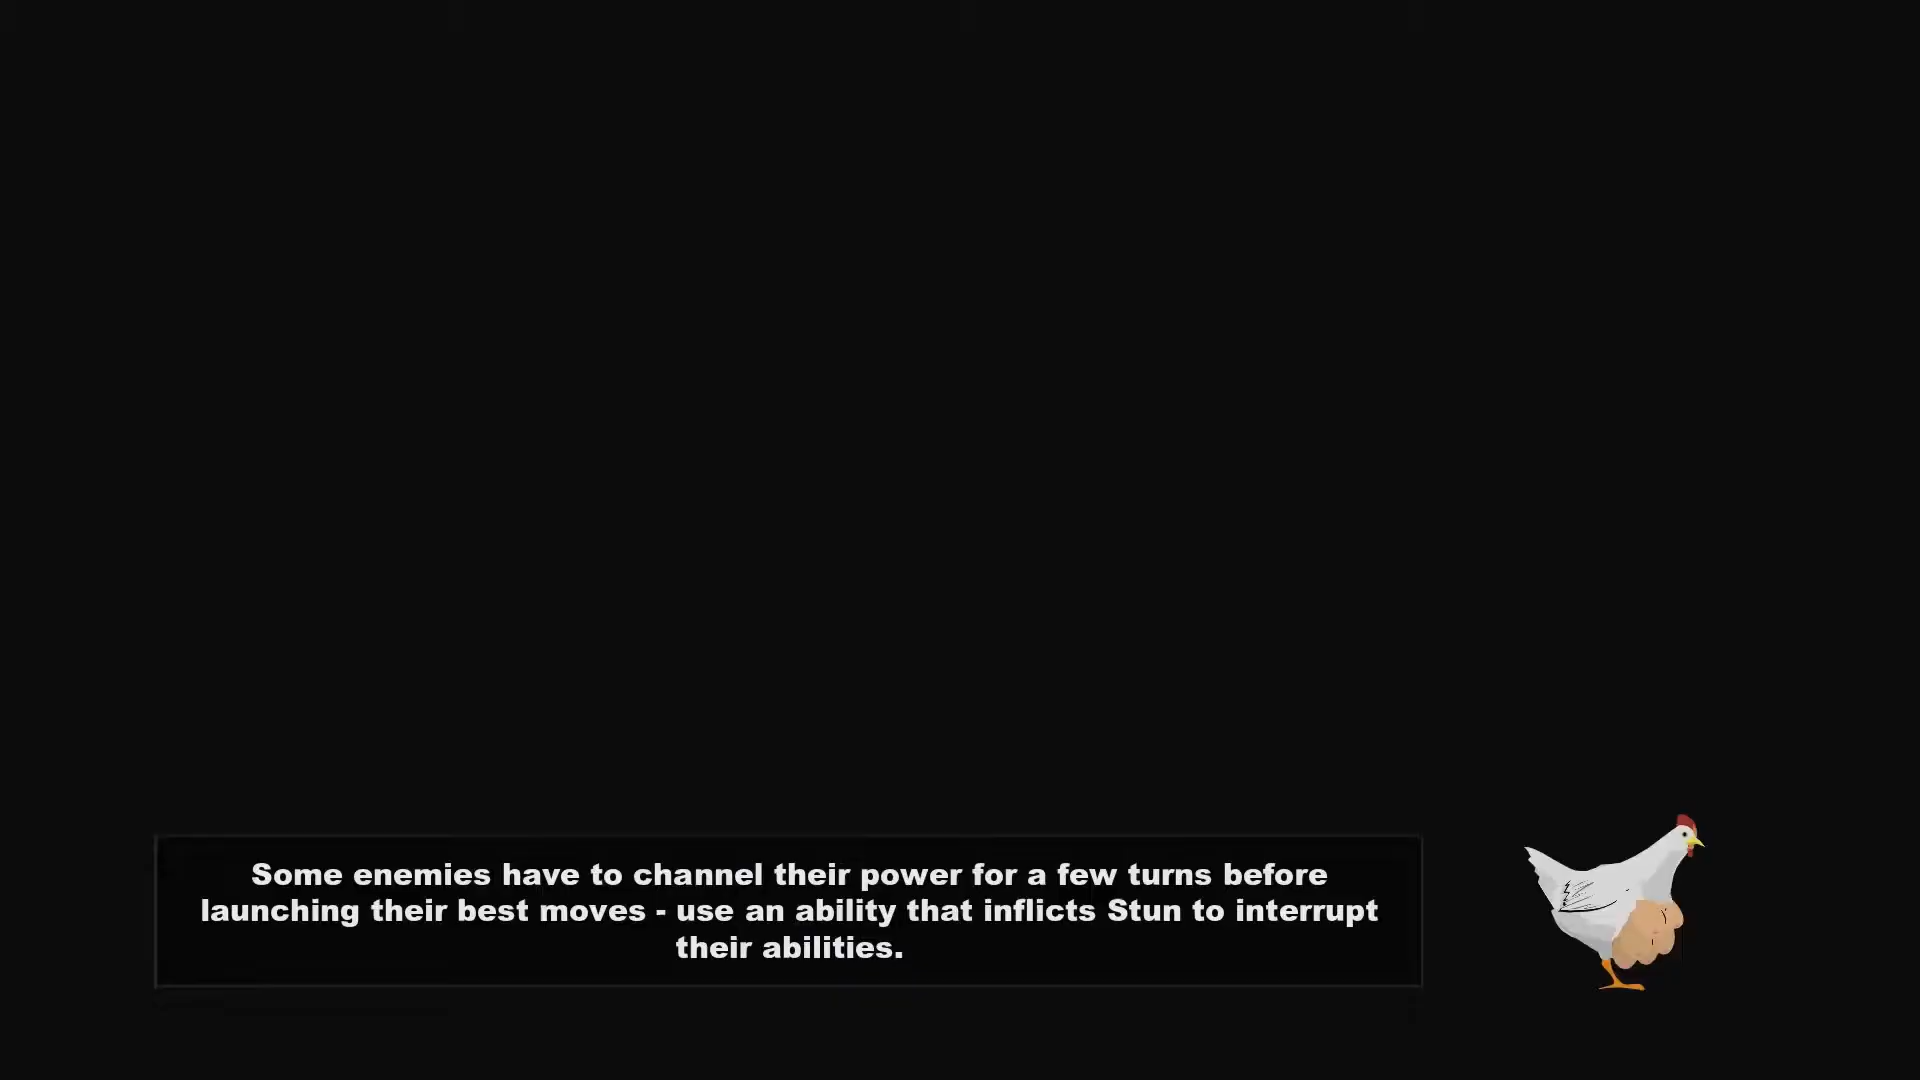 Some enemies have to channel their power for a few turns before
launching their best moves - use an ability that inflicts Stun to interrupt
their abilities.